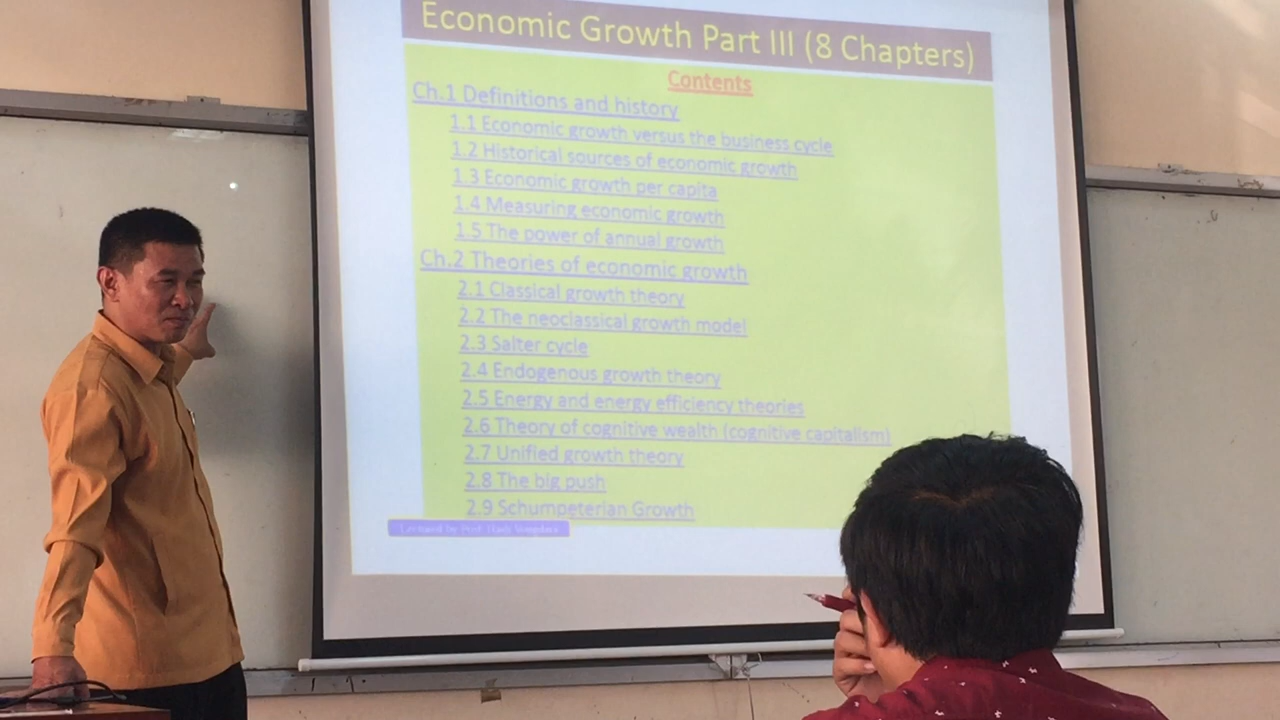 Economic Growth Part III (8 Chapters)
Contents
Ch.1 Definitions and history
1.1 Economic growth versus the business cycle
1.2 Historical sources of economic growth
1.3 Economic growth per capita
1.4 Measuring economic growth
1.5 The power of annual growth
Ch.2 Theories of economic growth
2.1 Classical growth theory
2.2 The neoclassical growth model
2.3 Salter cycle
2.4 Endogenous growth theory
2.5 Energy and energy efficiency theories
2.6 Theory of cognitive wealth (cognitive capitalism)
2.7 Unified growth theory
2.8 The big push
2.9 Schumpeterian Growth
Lectured by Prof.